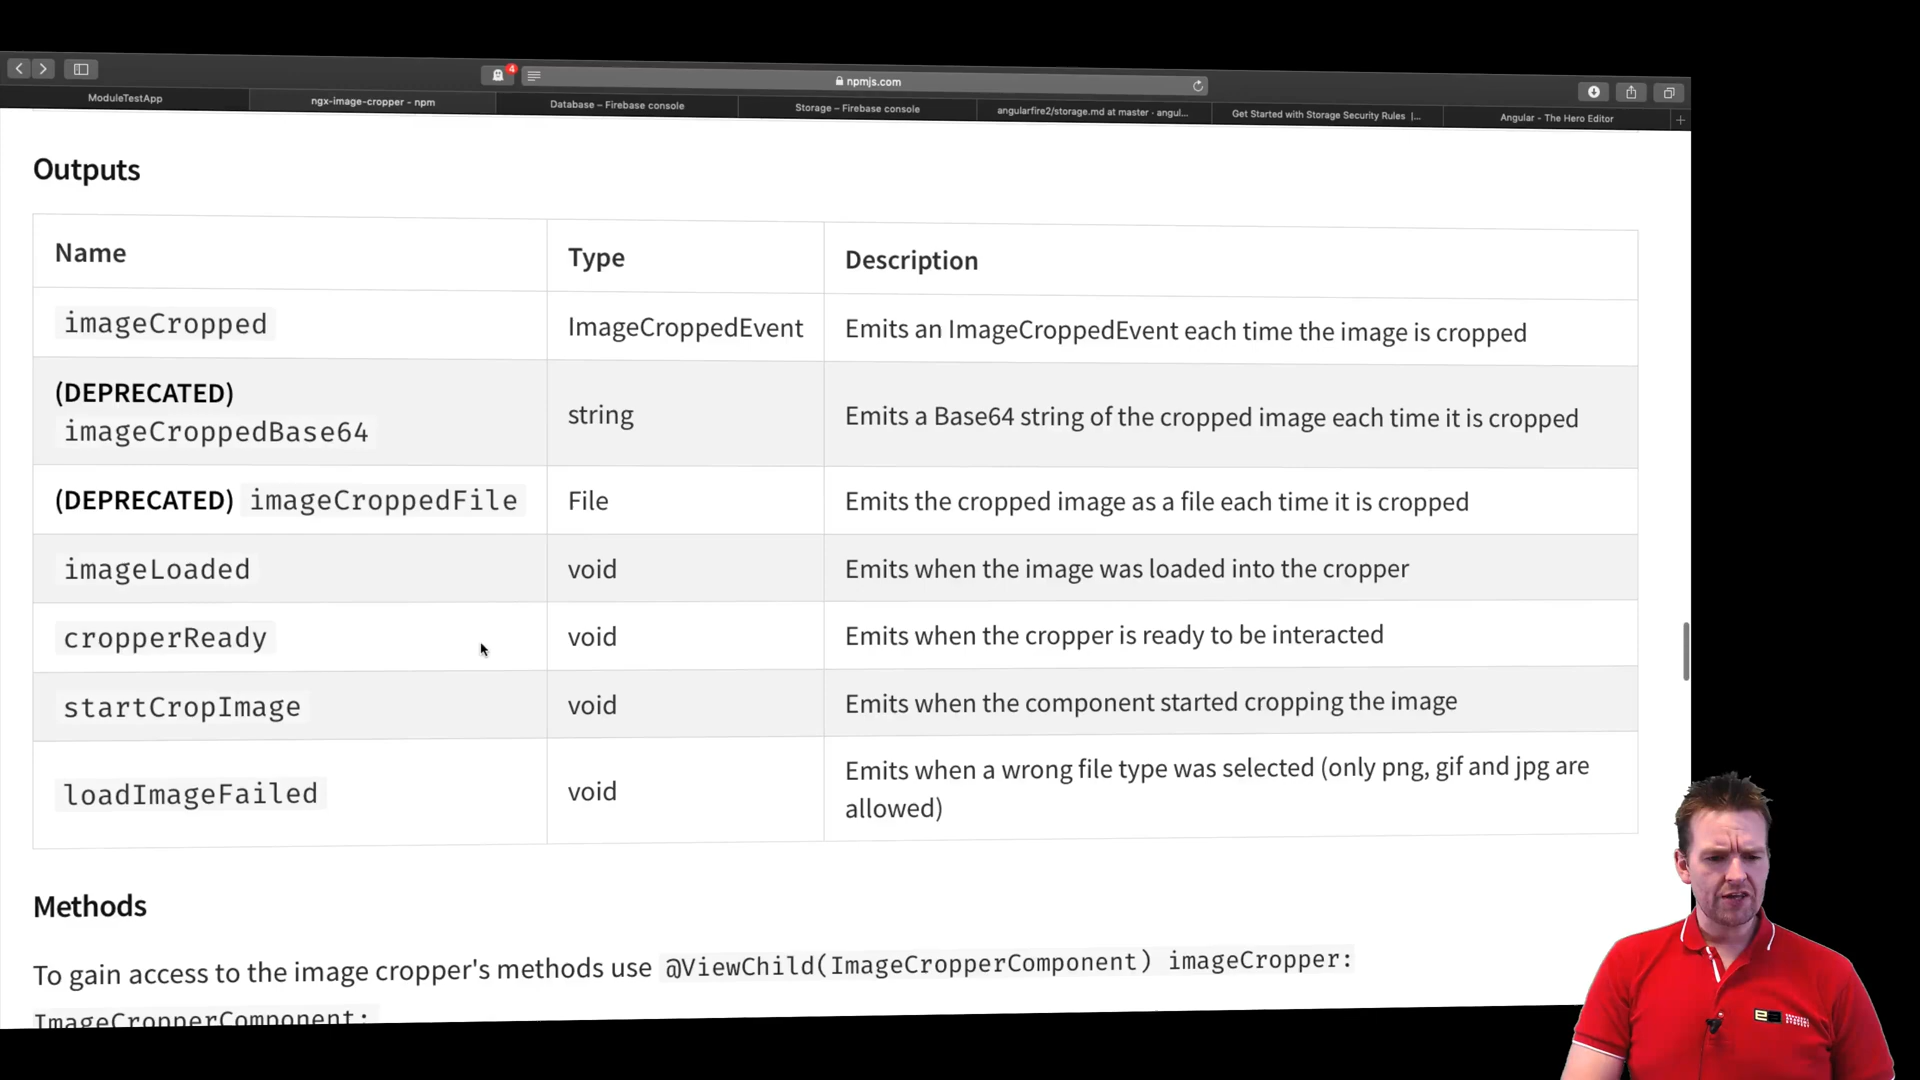 4
npmjs.com
ModuleTestApp
ngx-image-cropper - npm
Database – Firebase console
Storage – Firebase console
angularfire2/storage.md at master · angul...
Get Started with Storage Security Rules |...
Angular - The Hero Editor
Outputs
Name Type Description
imageCropped ImageCroppedEvent Emits an ImageCroppedEvent each time the image is cropped
(DEPRECATED)
imageCroppedBase64 string Emits a Base64 string of the cropped image each time it is cropped
(DEPRECATED) imageCroppedFile File Emits the cropped image as a file each time it is cropped
imageLoaded void Emits when the image was loaded into the cropper
cropperReady void Emits when the cropper is ready to be interacted
startCropImage void Emits when the component started cropping the image
loadImageFailed void Emits when a wrong file type was selected (only png, gif and jpg are
allowed)
Methods
To gain access to the image cropper's methods use @ViewChild(ImageCropperComponent) imageCropper:
ImageCropperComponent;